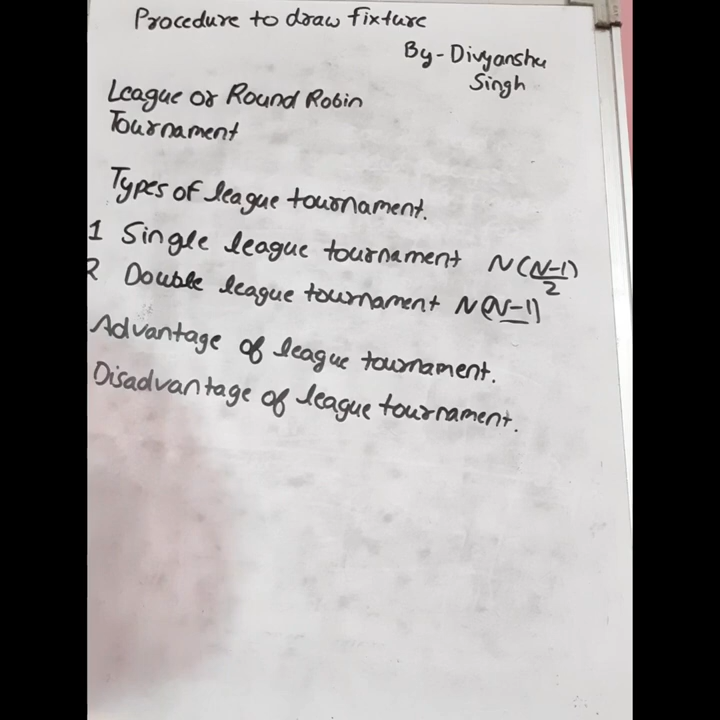 Procedure to draw fixture
By - Divyanshu
Singh
League or Round Robin
Tournament
Types of league tournament.
1 Single league tournament N(N-1)/2
2 Double league tournament N(N-1)
Advantage of league tournament.
Disadvantage of league tournament.